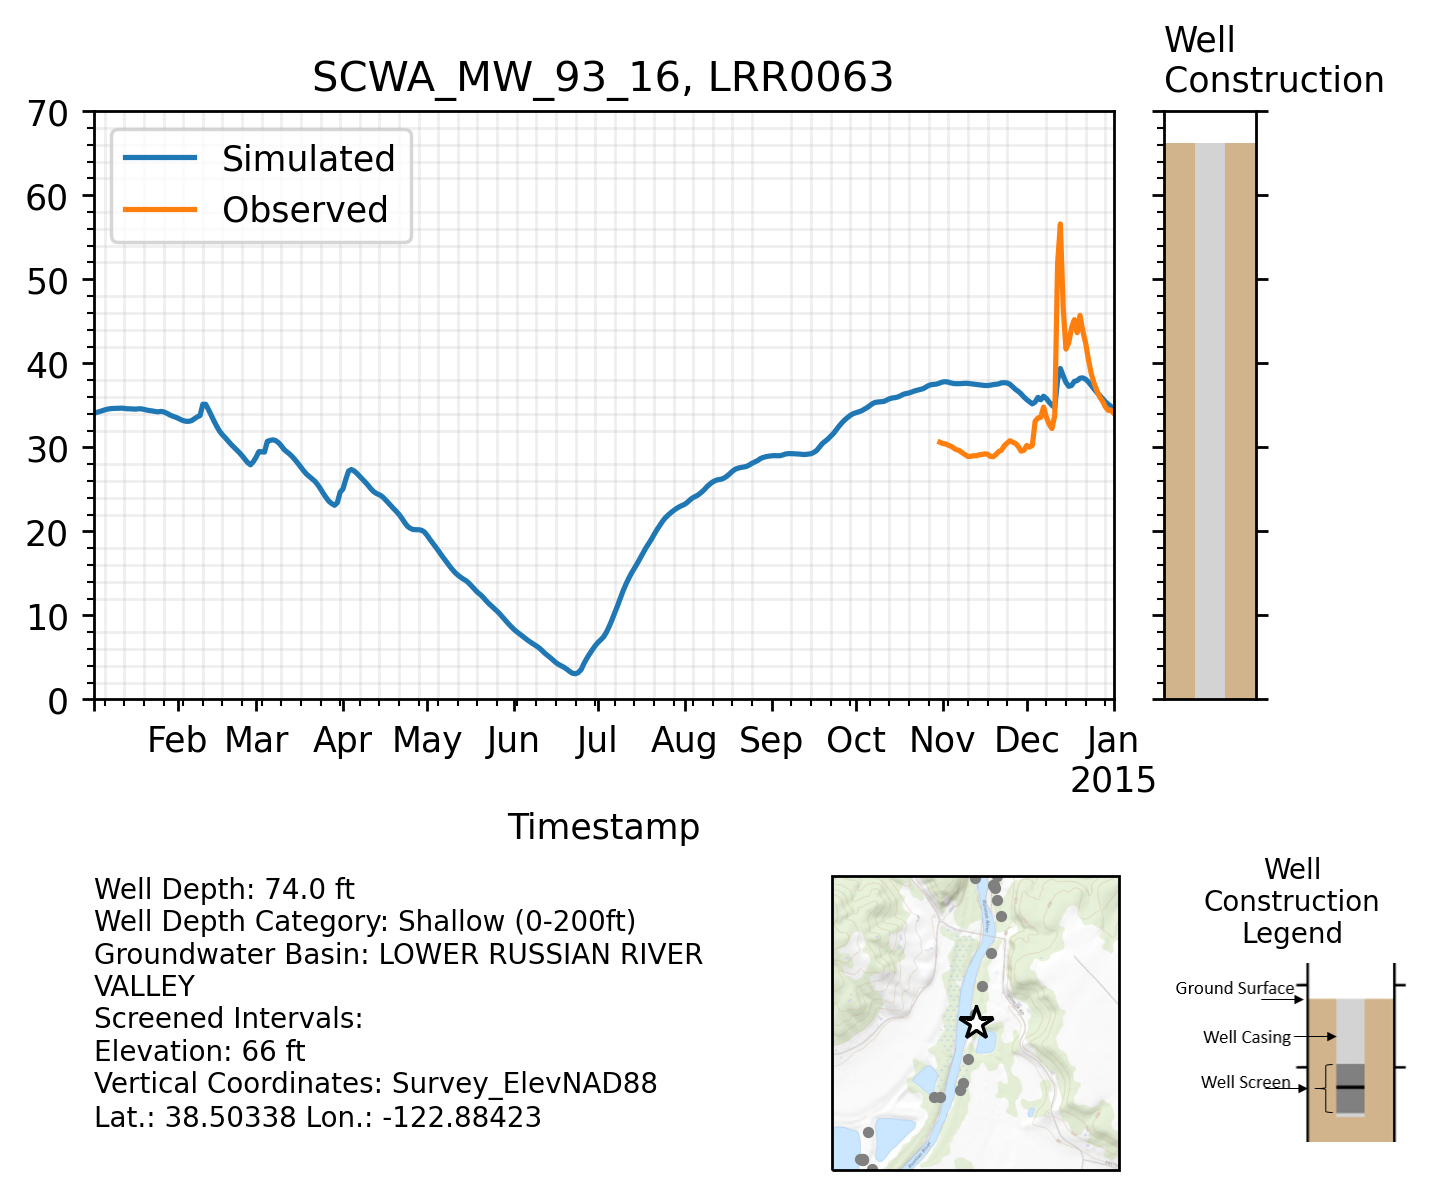 Well
Construction
SCWA_MW_93_16, LRR0063
70
60
50
40
30
20
10
0
Simulated
Observed
Feb Mar Apr May Jun Jul Aug Sep Oct Nov Dec Jan
2015
Timestamp
Well Depth: 74.0 ft
Well Depth Category: Shallow (0-200ft)
Groundwater Basin: LOWER RUSSIAN RIVER
VALLEY
Screened Intervals:
Elevation: 66 ft
Vertical Coordinates: Survey_ElevNAD88
Lat.: 38.50338 Lon.: -122.88423
Well
Construction
Legend
Ground Surface
Well Casing
Well Screen